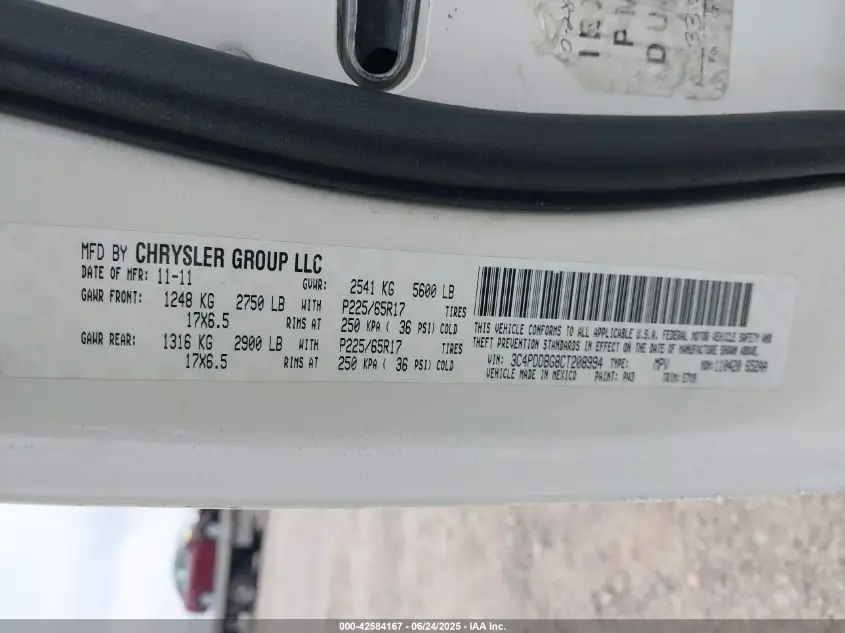 MFD BY CHRYSLER GROUP LLC
DATE OF MFR: 11-11 GVWR: 2541 KG 5600 LB
GAWR FRONT: 1248 KG 2750 LB WITH P225/65R17 TIRES
17X6.5 RIMS AT 250 KPA ( 36 PSI) COLD
GAWR REAR: 1316 KG 2900 LB WITH P225/65R17 TIRES
17X6.5 RIMS AT 250 KPA ( 36 PSI) COLD
THIS VEHICLE CONFORMS TO ALL APPLICABLE U.S.A. FEDERAL MOTOR VEHICLE SAFETY AND
THEFT PREVENTION STANDARDS IN EFFECT ON THE DATE OF MANUFACTURE SHOWN ABOVE.
VIN: 3C4PDDBG8CT208994 TYPE: MPV
VEHICLE MADE IN MEXICO PAINT: PW3 TRIM:
000-42584167 - 06/24/2025 - IAA Inc.